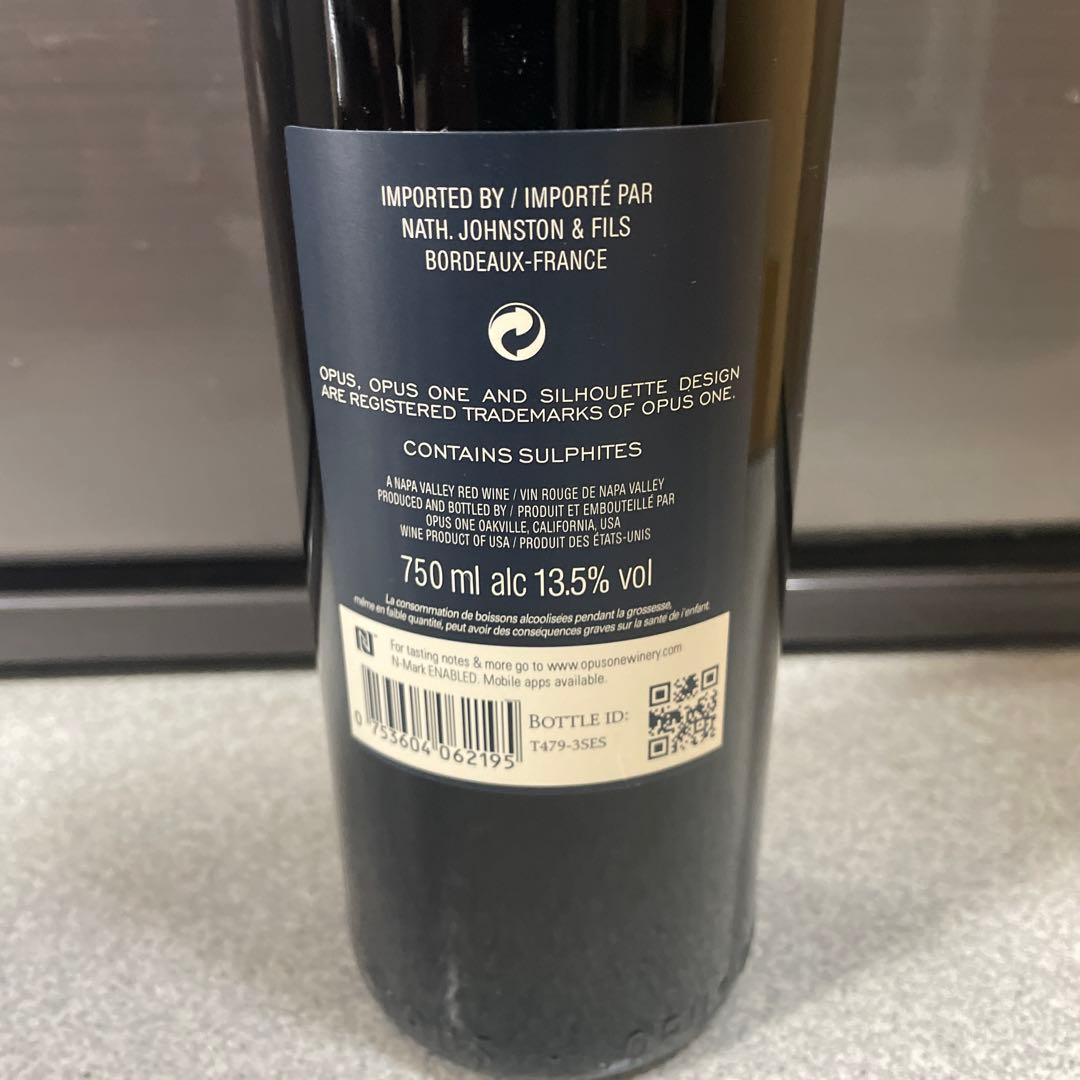 IMPORTED BY / IMPORTÉ PAR
NATH. JOHNSTON & FILS
BORDEAUX-FRANCE
OPUS, OPUS ONE AND SILHOUETTE DESIGN
ARE REGISTERED TRADEMARKS OF OPUS ONE.
CONTAINS SULPHITES
A NAPA VALLEY RED WINE / VIN ROUGE DE NAPA VALLEY
PRODUCED AND BOTTLED BY / PRODUIT ET EMBOUTEILLÉ PAR
OPUS ONE OAKVILLE, CALIFORNIA, USA
WINE PRODUCT OF USA / PRODUIT DES ÉTATS-UNIS
750 ml alc 13.5% vol
La consommation de boissons alcoolisées pendant la grossesse,
même en faible quantité, peut avoir des conséquences graves sur la santé de l'enfant.
For tasting notes & more go to www.opusonewinery.com
N-Mark ENABLED. Mobile apps available.
BOTTLE ID:
T479-3SES
0 753604 062195